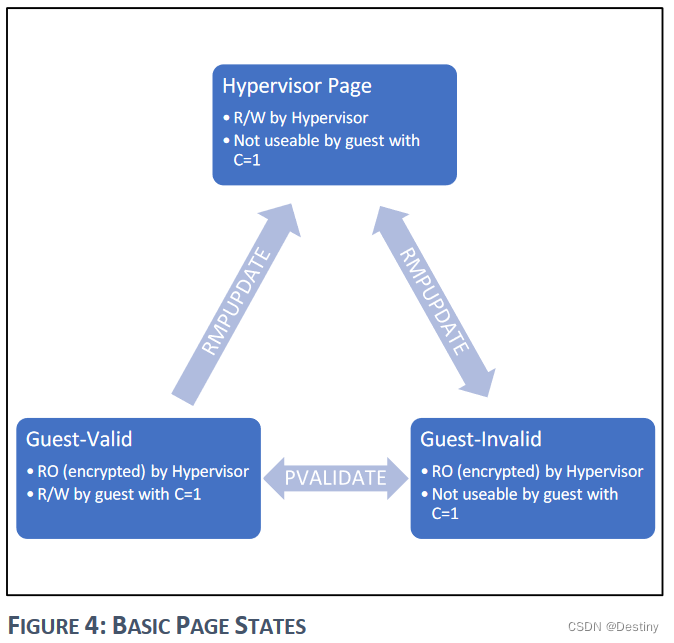 Hypervisor Page
• R/W by Hypervisor
• Not useable by guest with
C=1
RMPUPDATE
RMPUPDATE
Guest-Valid
• RO (encrypted) by Hypervisor
• R/W by guest with C=1
PVALIDATE
Guest-Invalid
• RO (encrypted) by Hypervisor
• Not useable by guest with
C=1
FIGURE 4: BASIC PAGE STATES
CSDN @Destiny